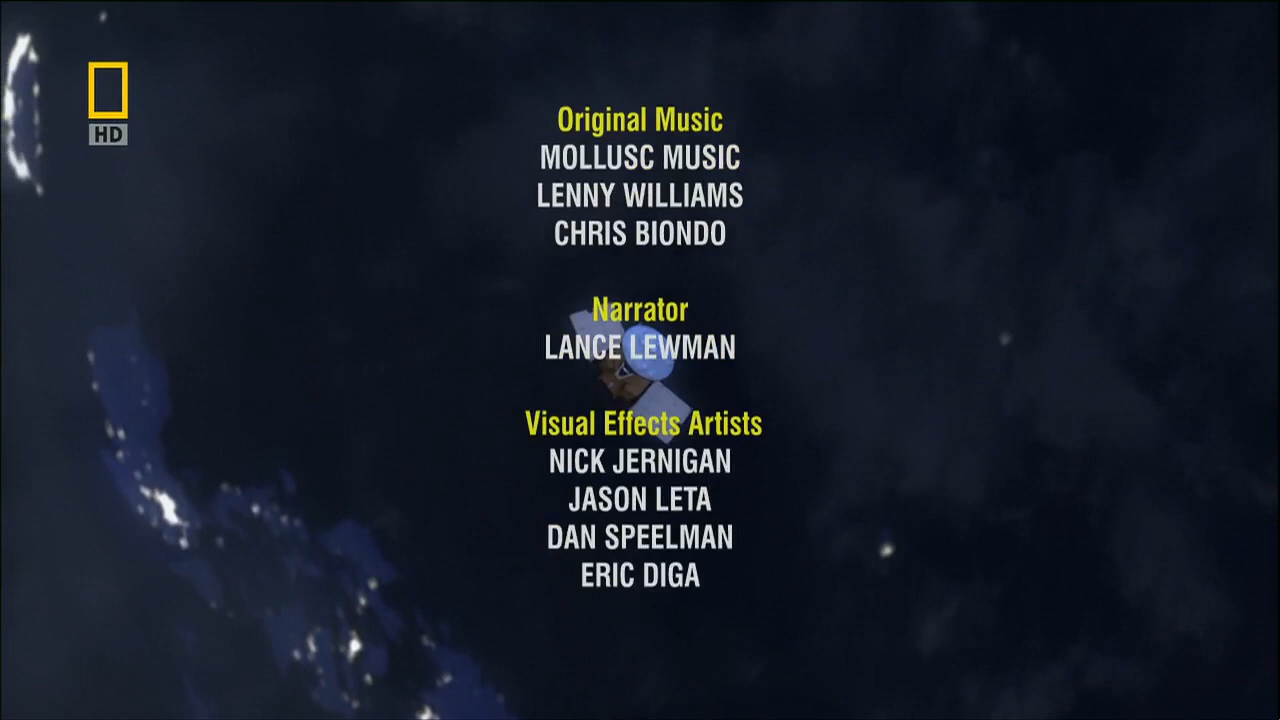 HD
Original Music
MOLLUSC MUSIC
LENNY WILLIAMS
CHRIS BIONDO
Narrator
LANCE LEWMAN
Visual Effects Artists
NICK JERNIGAN
JASON LETA
DAN SPEELMAN
ERIC DIGA